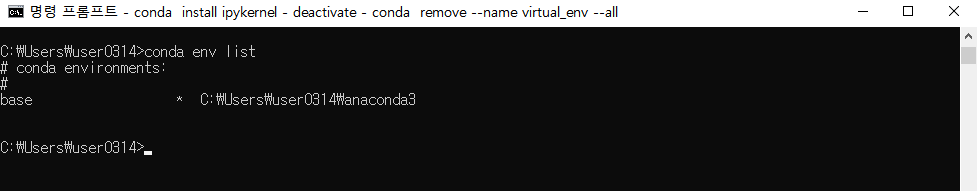 명령 프롬프트 - conda  install ipykernel - deactivate - conda  remove --name virtual_env --all
C:₩Users₩user0314>conda env list
# conda environments:
#
base                  *  C:₩Users₩user0314₩anaconda3
C:₩Users₩user0314>